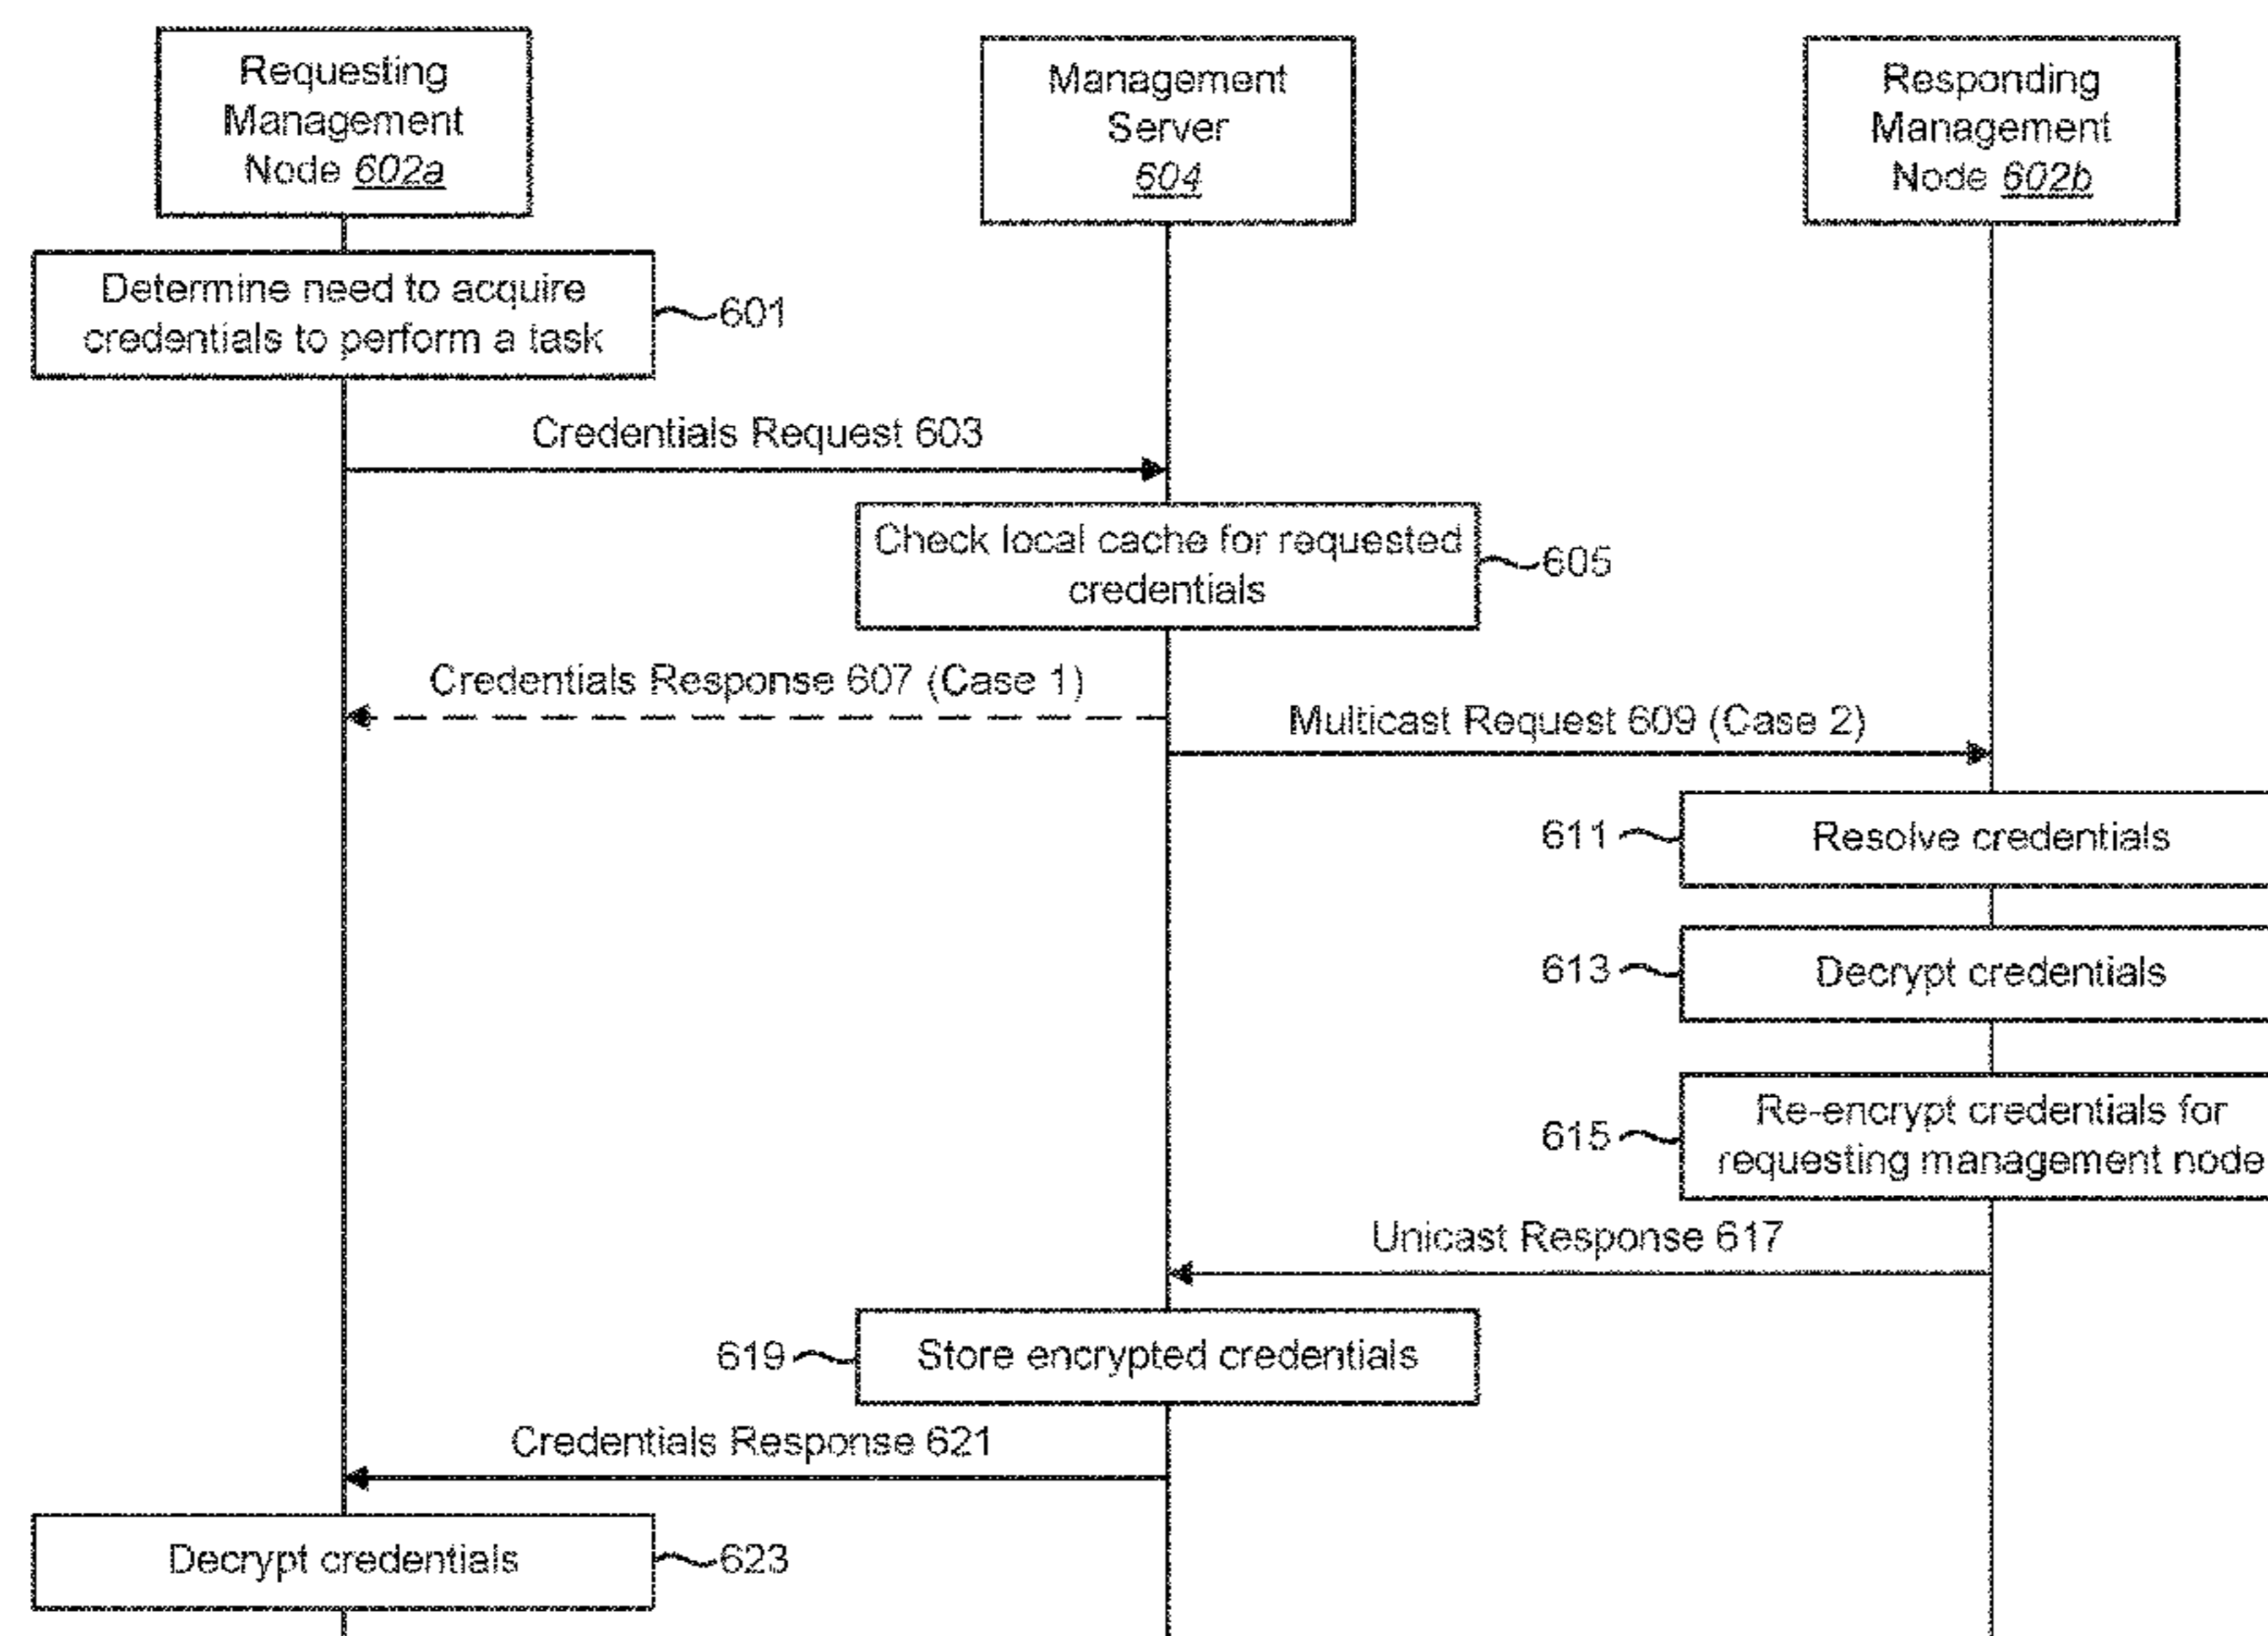 Requesting
Management
Node 602a
Management
Server
604
Responding
Management
Node 602b
Determine need to acquire
credentials to perform a task
601
Credentials Request 603
Check local cache for requested
credentials
605
Credentials Response 607 (Case 1)
Multicast Request 609 (Case 2)
611
Resolve credentials
613
Decrypt credentials
615
Re-encrypt credentials for
requesting management node
Unicast Response 617
619
Store encrypted credentials
Credentials Response 621
Decrypt credentials
623